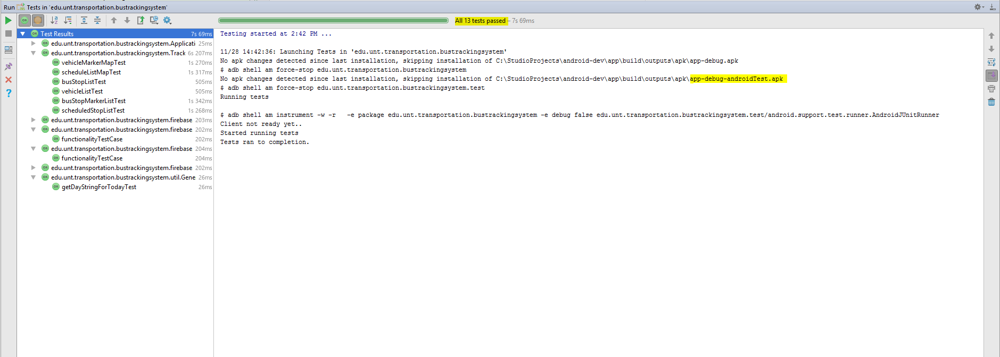 Run Tests in 'edu.unt.transportation.bustrackingsystem'
All 13 tests passed – 7s 69ms
Test Results 7s 69ms
edu.unt.transportation.bustrackingsystem.Applicati 25ms
edu.unt.transportation.bustrackingsystem.Track 6s 207ms
vehicleMarkerMapTest 1s 270ms
scheduleListMapTest 1s 317ms
busStopListTest 505ms
vehicleListTest 505ms
busStopMarkerListTest 1s 342ms
scheduledStopListTest 1s 268ms
edu.unt.transportation.bustrackingsystem.firebase 203ms
edu.unt.transportation.bustrackingsystem.firebase 202ms
functionalityTestCase 202ms
edu.unt.transportation.bustrackingsystem.firebase 204ms
functionalityTestCase 204ms
edu.unt.transportation.bustrackingsystem.firebase 202ms
edu.unt.transportation.bustrackingsystem.util.Gene 26ms
getDayStringForTodayTest 26ms
Testing started at 2:42 PM ...
11/28 14:42:36: Launching Tests in 'edu.unt.transportation.bustrackingsystem'
No apk changes detected since last installation, skipping installation of C:\StudioProjects\android-dev\app\build\outputs\apk\app-debug.apk
$ adb shell am force-stop edu.unt.transportation.bustrackingsystem
No apk changes detected since last installation, skipping installation of C:\StudioProjects\android-dev\app\build\outputs\apk\app-debug-androidTest.apk
$ adb shell am force-stop edu.unt.transportation.bustrackingsystem.test
Running tests
$ adb shell am instrument -w -r   -e package edu.unt.transportation.bustrackingsystem -e debug false edu.unt.transportation.bustrackingsystem.test/android.support.test.runner.AndroidJUnitRunner
Client not ready yet..
Started running tests
Tests ran to completion.